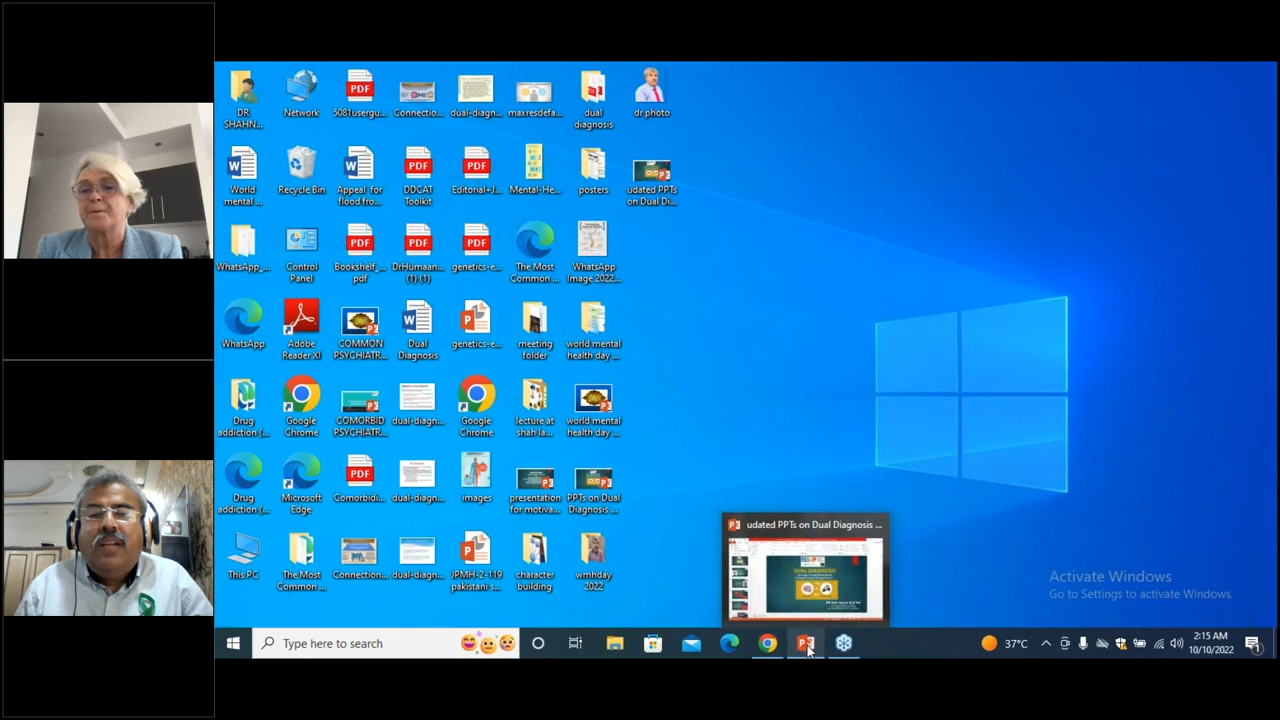 DR
SHAHN...
Network
5081usergu...
Connectio...
dual-diagn...
maxresdefa...
dual
diagnosis
dr photo
World
mental ...
Recycle Bin
Appeal for
flood fro...
DDCAT
Toolkit
Editorial+J...
Mental-He...
posters
udated PPTs
on Dual Di...
WhatsApp_...
Control
Panel
Bookshelf_...
pdf
DrHumaan...
(1) (1)
genetics-e...
The Most
Common ...
WhatsApp
Image 2022...
WhatsApp
Adobe
Reader XI
COMMON
PSYCHIATR...
Dual
Diagnosis
genetics-e...
meeting
folder
world mental
health day ...
Drug
addiction (...
Google
Chrome
COMORBID
PSYCHIATR...
dual-diagn...
Google
Chrome
lecture at
shah la...
world mental
health day ...
Drug
addiction (...
Microsoft
Edge
Comorbidi...
dual-diagn...
images
presentation
for motiva...
PPTs on Dual
Diagnosis ...
This PC
The Most
Common ...
Connection...
dual-diagn...
JPMH-2-119
pakistani s...
character
building
wmhday
2022
udated PPTs on Dual Diagnosis ...
DUAL DIAGNOSIS
Activate Windows
Go to Settings to activate Windows.
Type here to search
37°C
2:15 AM
10/10/2022
1